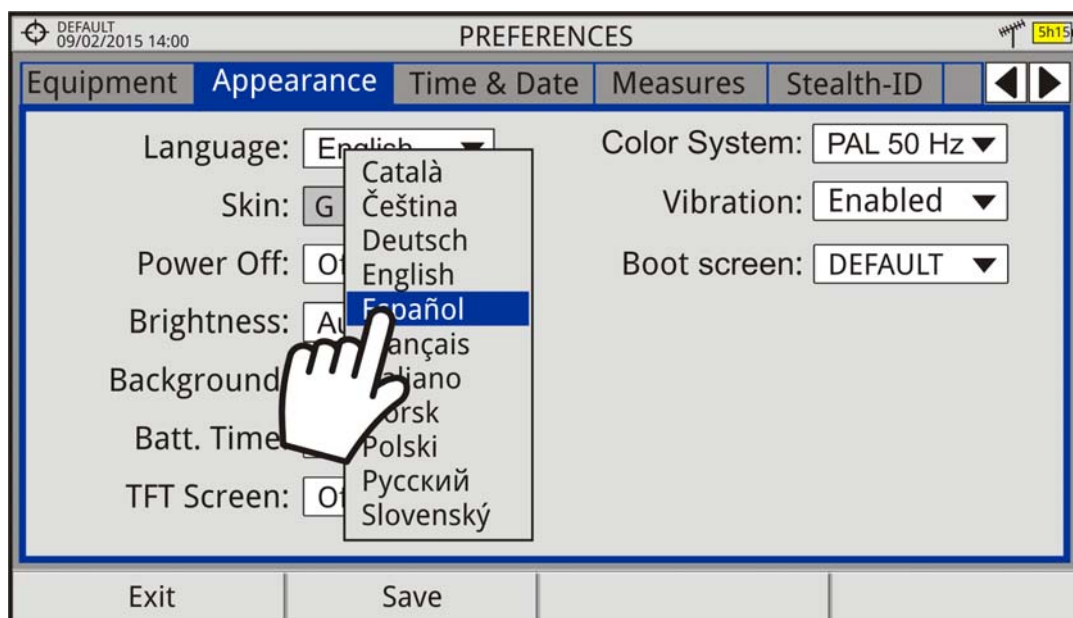 DEFAULT
09/02/2015 14:00
PREFERENCES
5h15
Equipment Appearance Time & Date Measures Stealth-ID
Language: English
Color System: PAL 50 Hz
Català
Čeština
Skin: G
Vibration: Enabled
Deutsch
Power Off:
English
Boot screen: DEFAULT
Español
Brightness:
Background
Polski
Batt. Time
Русский
TFT Screen:
Slovenský
Exit Save